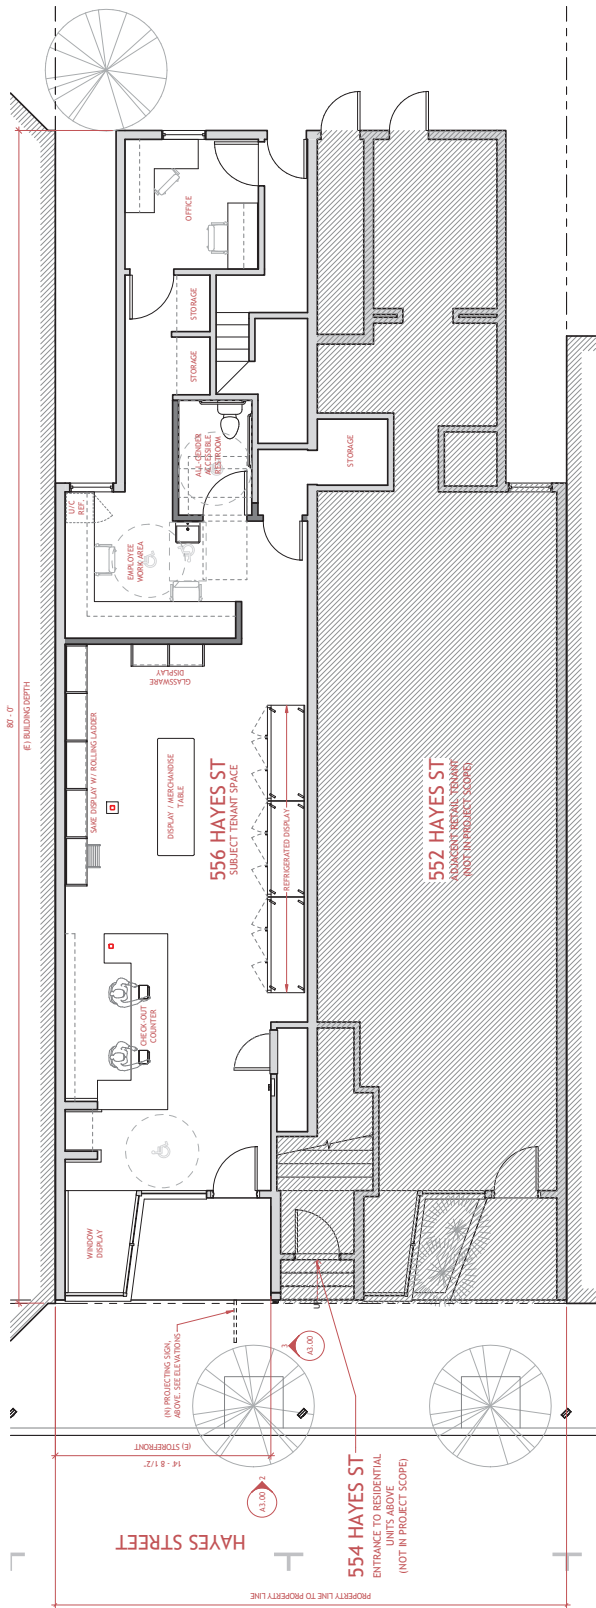 OFFICE
STORAGE
STORAGE
ALL-GENDER
ACCESSIBLE
RESTROOM
STORAGE
U/C
REF.
EMPLOYEE
WORK AREA
80' - 0"
(E) BUILDING DEPTH
GLASSWARE
DISPLAY
SAKE DISPLAY W/ ROLLING LADDER
DISPLAY / MERCHANDISE
TABLE
556 HAYES ST
SUBJECT TENANT SPACE
REFRIGERATED DISPLAY
552 HAYES ST
ADJACENT RETAIL TENANT
(NOT IN PROJECT SCOPE)
CHECK-OUT
COUNTER
WINDOW
DISPLAY
(N) PROJECTING SIGN,
ABOVE, SEE ELEVATIONS
3
A3.00
(E) STOREFRONT
14' - 8 1/2"
2
A3.00
554 HAYES ST
ENTRANCE TO RESIDENTIAL
UNITS ABOVE
(NOT IN PROJECT SCOPE)
HAYES STREET
PROPERTY LINE TO PROPERTY LINE